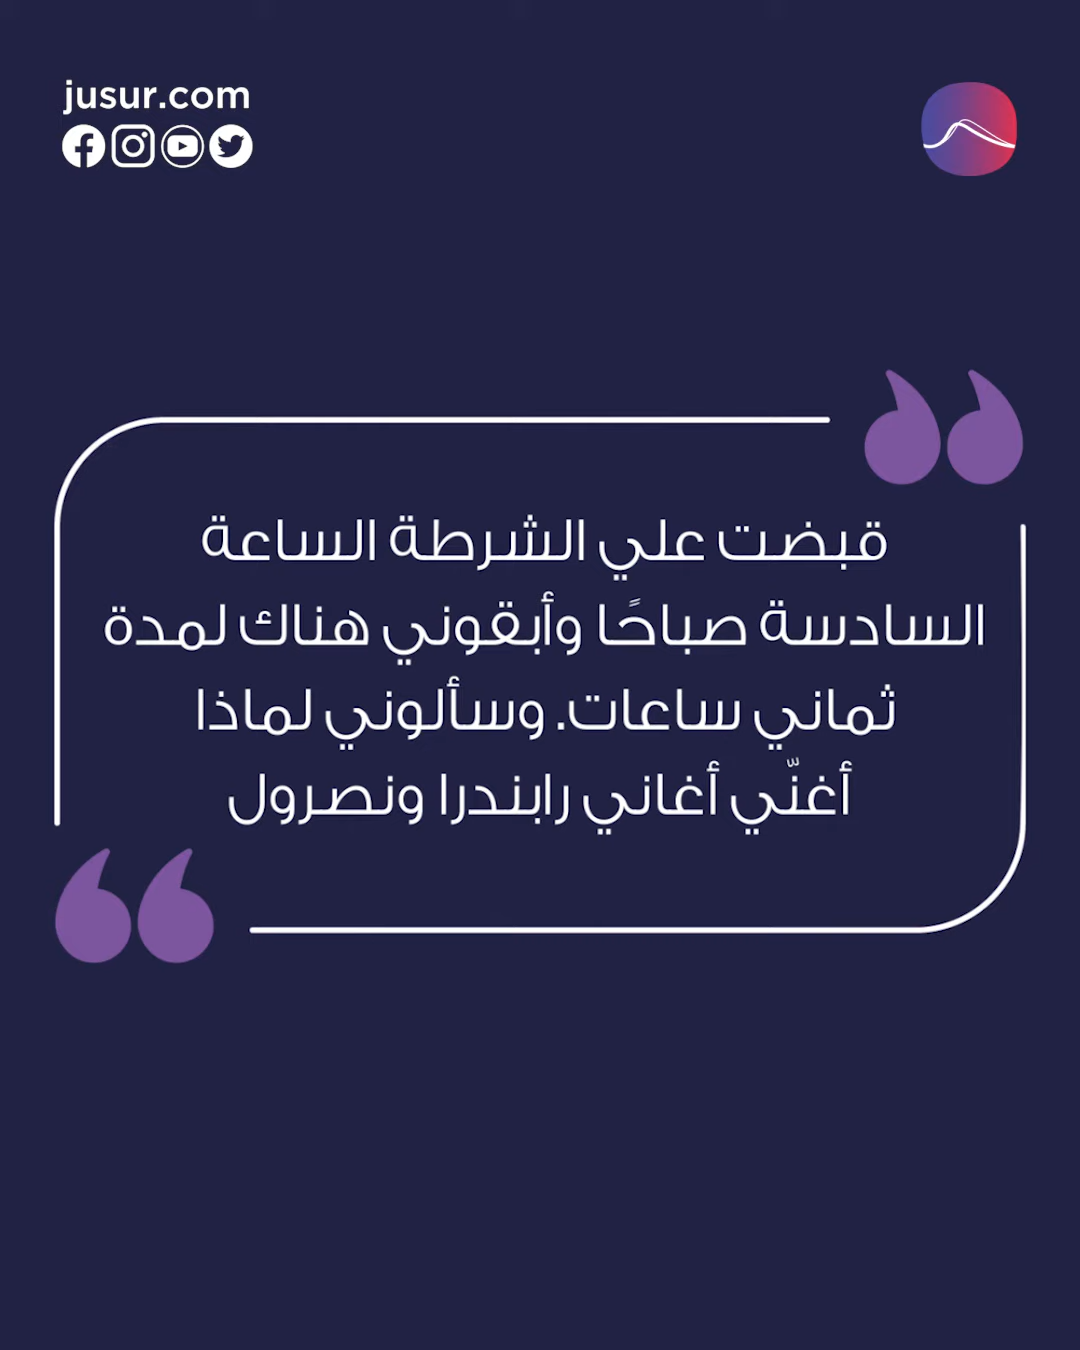 jusur.com
قبضت علي الشرطة الساعة
السادسة صباحًا وأبقوني هناك لمدة
ثماني ساعات. وسألوني لماذا
أغنّي أغاني رابندرا ونصرول